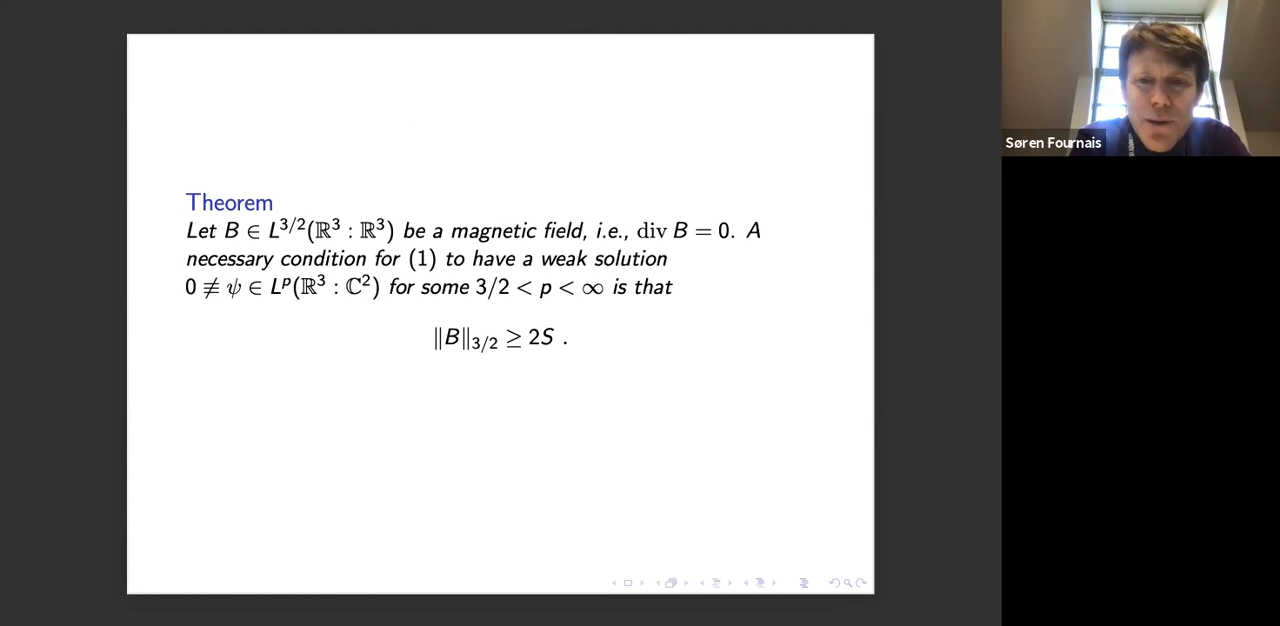 Theorem
Let B ∈ L^{3/2}(ℝ³ : ℝ³) be a magnetic field, i.e., div B = 0. A
necessary condition for (1) to have a weak solution
0 ≢ ψ ∈ L^p(ℝ³ : ℂ²) for some 3/2 < p < ∞ is that
‖B‖_{3/2} ≥ 2S .
Søren Fournais